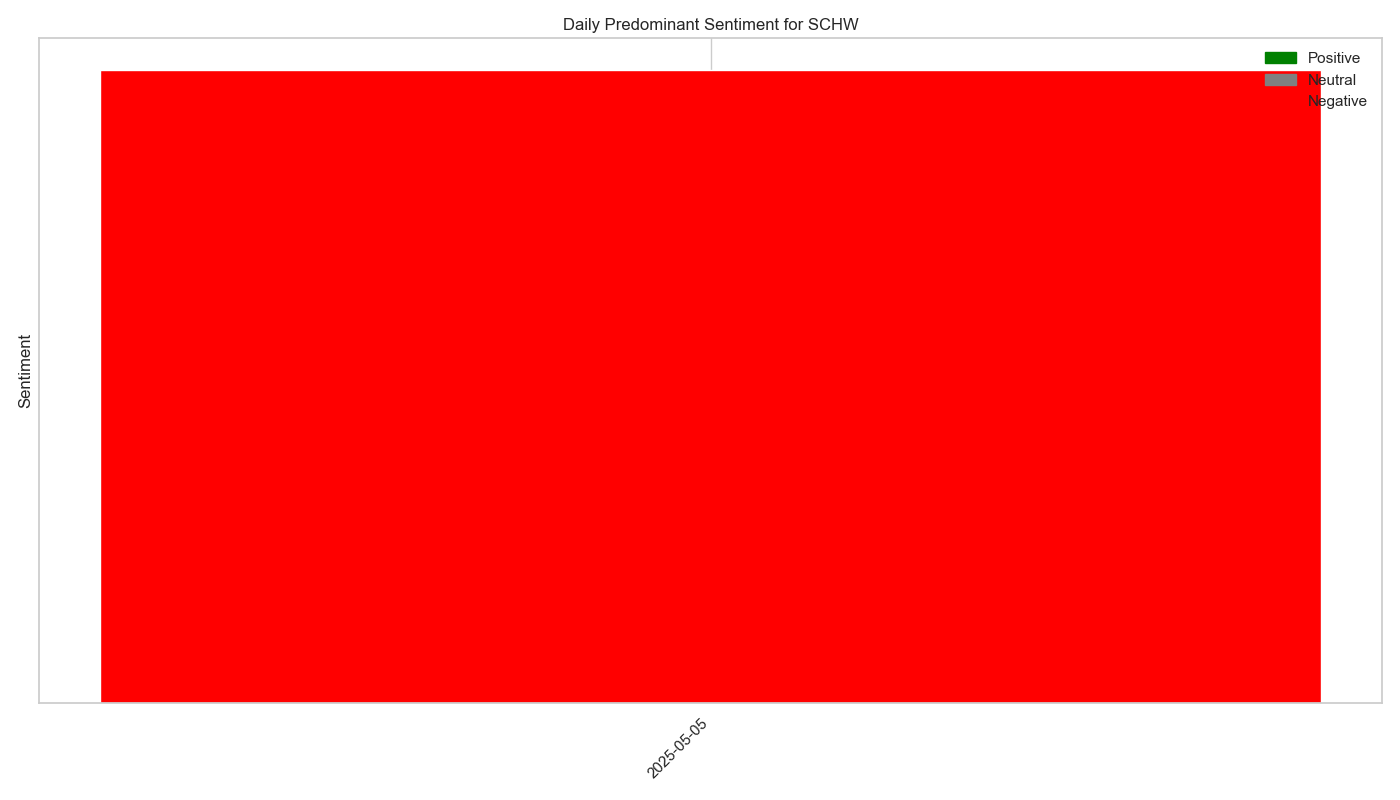 Daily Predominant Sentiment for SCHW
Positive
Neutral
Negative
Sentiment
2025-05-05